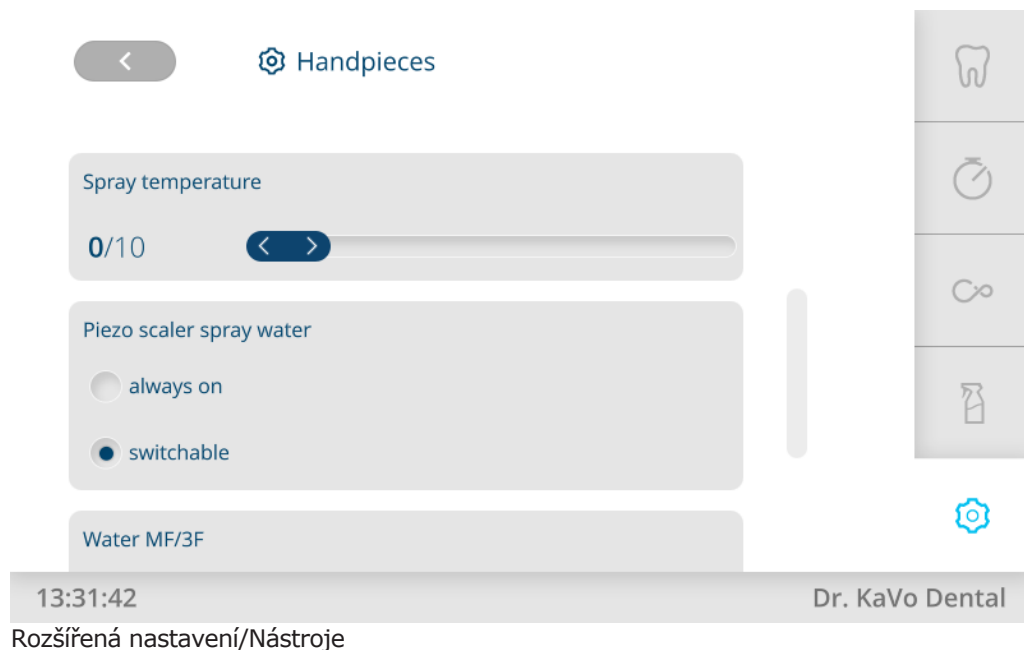 Handpieces
Spray temperature
0/10
Piezo scaler spray water
always on
switchable
Water MF/3F
13:31:42 Dr. KaVo Dental
Rozšířená nastavení/Nástroje